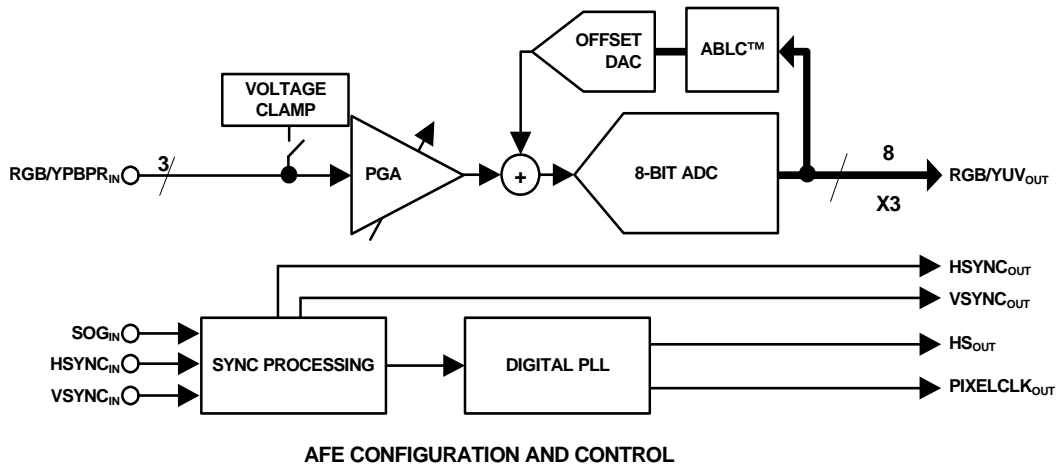 OFFSET
DAC
ABLC™
VOLTAGE
CLAMP
RGB/YPBPRIN
3
PGA
+
8-BIT ADC
8
X3
RGB/YUVOUT
HSYNCOUT
VSYNCOUT
SOGIN
HSYNCIN
VSYNCIN
SYNC PROCESSING
DIGITAL PLL
HSOUT
PIXELCLKOUT
AFE CONFIGURATION AND CONTROL